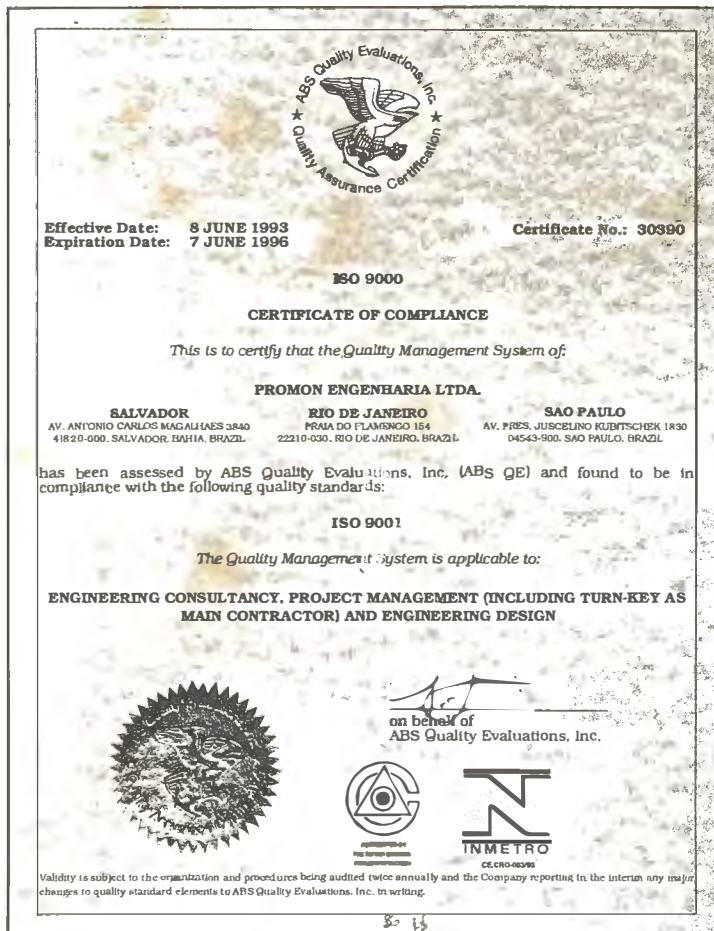 ★ ABS Quality Evaluations, Inc. ★
Quality Assurance Certification
Effective Date: 8 JUNE 1993 Certificate No.: 30390
Expiration Date: 7 JUNE 1996
ISO 9000
CERTIFICATE OF COMPLIANCE
This is to certify that the Quality Management System of:
PROMON ENGENHARIA LTDA.
SALVADOR RIO DE JANEIRO SAO PAULO
AV. ANTONIO CARLOS MAGALHAES 3840 PRAIA DO FLAMENGO 154 AV. PRES. JUSCELINO KUBITSCHEK 1830
41820-000. SALVADOR. BAHIA. BRAZIL 22210-030. RIO DE JANEIRO. BRAZIL 04543-900. SAO PAULO. BRAZIL
has been assessed by ABS Quality Evaluations, Inc. (ABS QE) and found to be in
compliance with the following quality standards:
ISO 9001
The Quality Management System is applicable to:
ENGINEERING CONSULTANCY, PROJECT MANAGEMENT (INCLUDING TURN-KEY AS
MAIN CONTRACTOR) AND ENGINEERING DESIGN
on behalf of
ABS Quality Evaluations, Inc.
INMETRO
CE.CRO-003/93
Validity is subject to the organization and procedures being audited twice annually and the Company reporting in the interim any major
changes to quality standard elements to ABS Quality Evaluations. Inc. in writing.